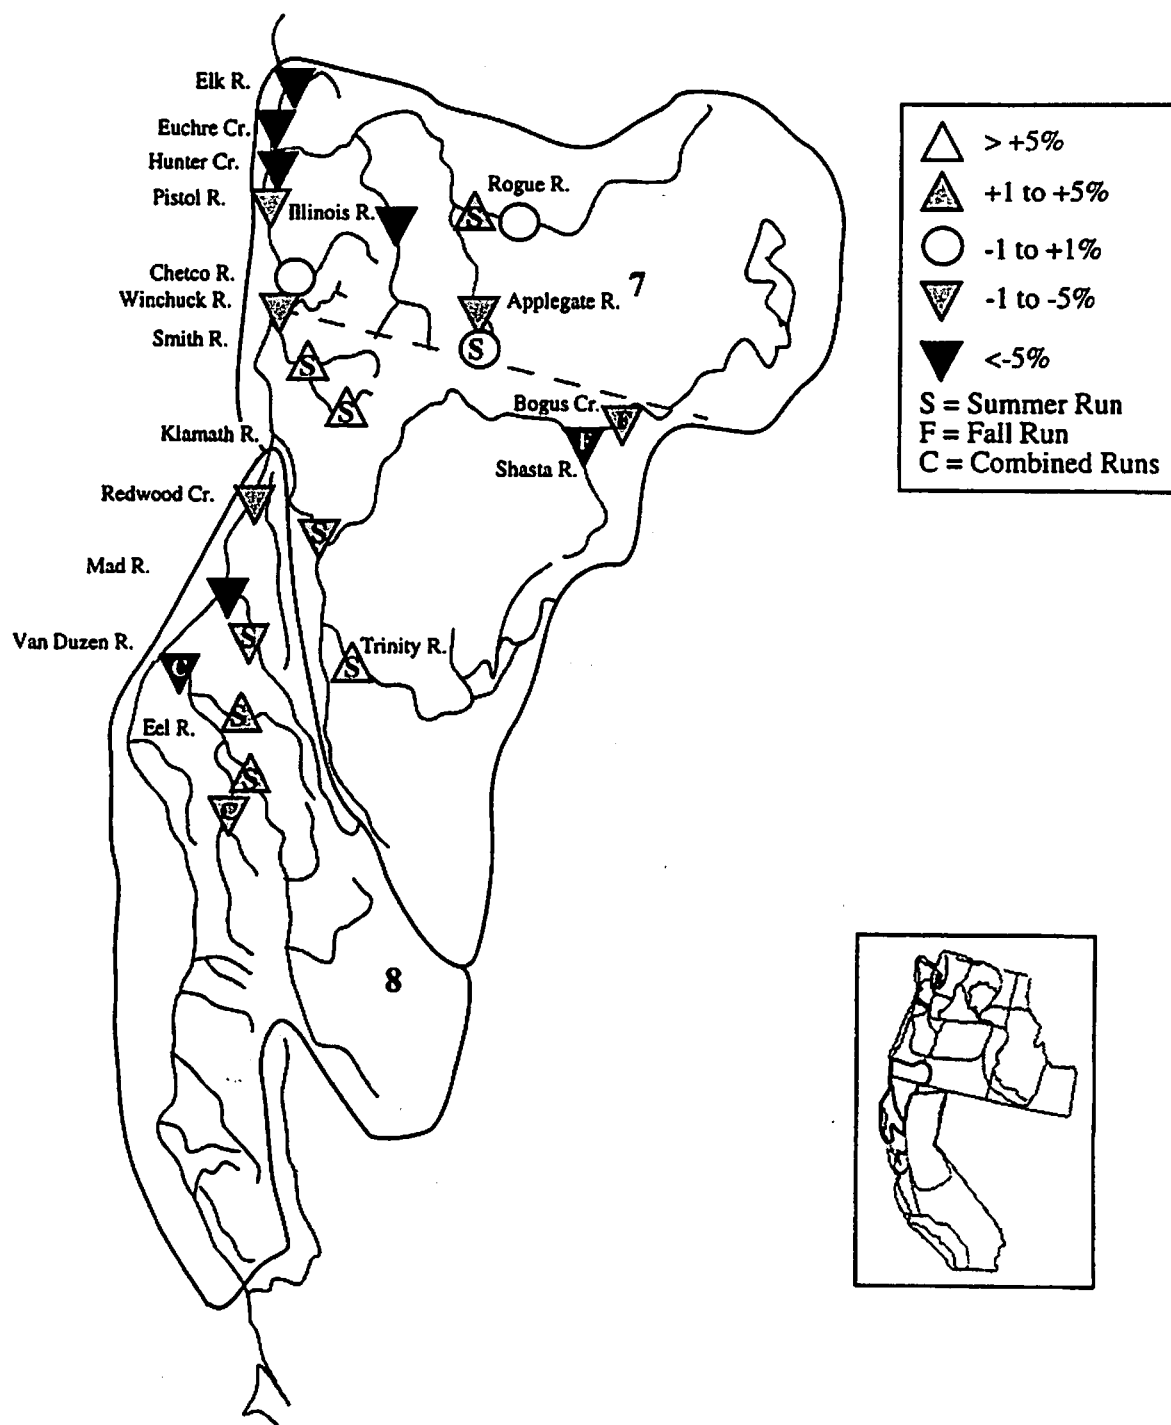 Elk R.
Euchre Cr.
Hunter Cr.
Pistol R.
Illinois R.
Rogue R.
S
Chetco R.
Winchuck R.
Smith R.
7
Applegate R.
S
S
S
Bogus Cr.
F
Klamath R.
Shasta R.
Redwood Cr.
S
Mad R.
Van Duzen R.
S
Trinity R.
S
C
Eel R.
S
S
C
8
> +5%
+1 to +5%
-1 to +1%
-1 to -5%
<-5%
S = Summer Run
F = Fall Run
C = Combined Runs